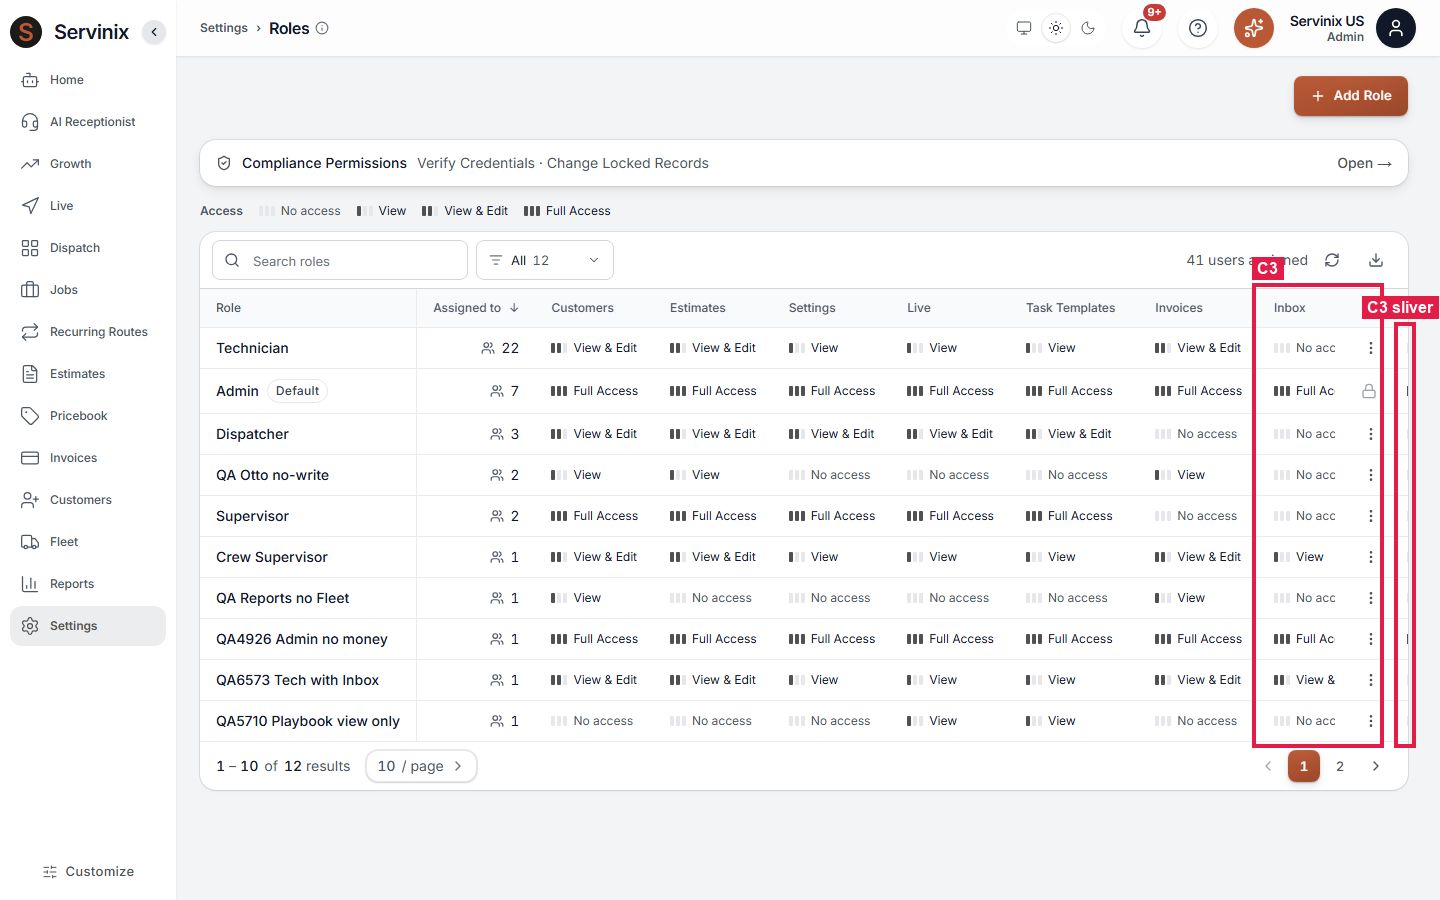 S Servinix
Settings › Roles
9+
Servinix US
Admin
Home
AI Receptionist
Growth
Live
Dispatch
Jobs
Recurring Routes
Estimates
Pricebook
Invoices
Customers
Fleet
Reports
Settings
Customize
+ Add Role
Compliance Permissions Verify Credentials · Change Locked Records Open →
Access No access View View & Edit Full Access
Search roles All 12 41 users
C3
C3 sliver
Role Assigned to ↓ Customers Estimates Settings Live Task Templates Invoices Inbox
Technician 22 View & Edit View & Edit View View View View & Edit No acc
Admin Default 7 Full Access Full Access Full Access Full Access Full Access Full Access Full Ac
Dispatcher 3 View & Edit View & Edit View & Edit View & Edit View & Edit No access No acc
QA Otto no-write 2 View View No access No access No access View No acc
Supervisor 2 Full Access Full Access Full Access Full Access Full Access No access No acc
Crew Supervisor 1 View & Edit View & Edit View View View View & Edit View
QA Reports no Fleet 1 View No access No access No access No access View No acc
QA4926 Admin no money 1 Full Access Full Access Full Access Full Access Full Access Full Access Full Ac
QA6573 Tech with Inbox 1 View & Edit View & Edit View View View View & Edit View &
QA5710 Playbook view only 1 No access No access No access View View No access No acc
1 – 10 of 12 results 10 / page 1 2